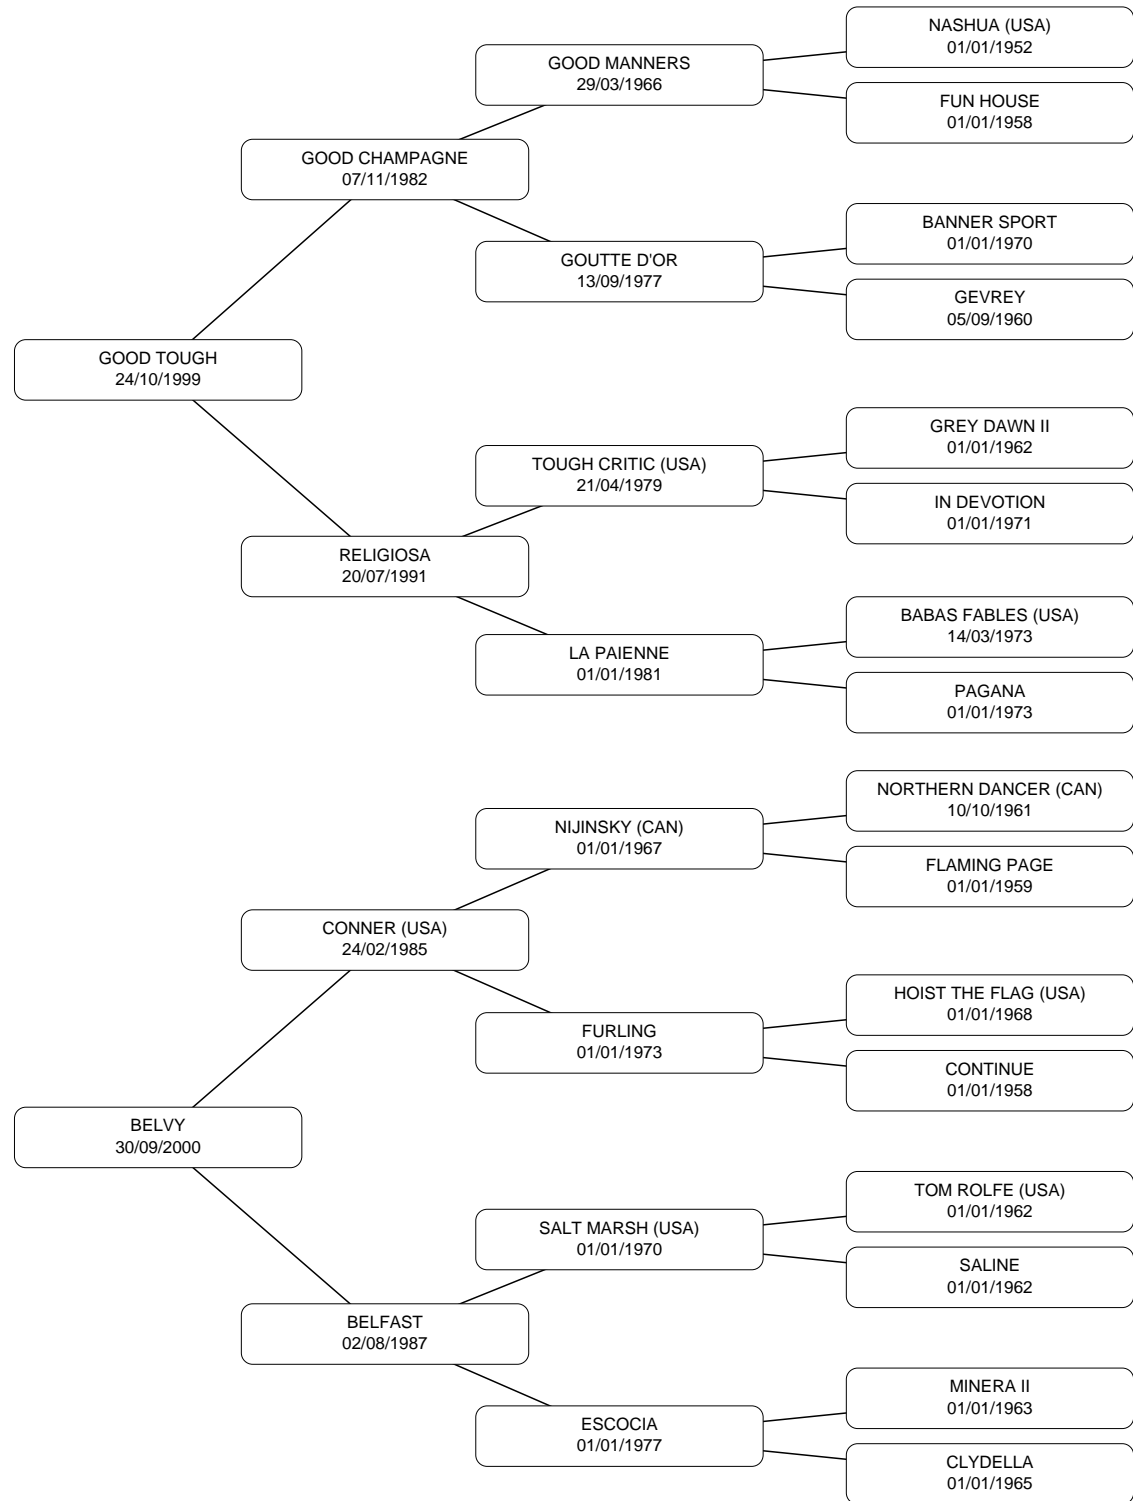 NASHUA (USA)
01/01/1952
GOOD MANNERS
29/03/1966
FUN HOUSE
01/01/1958
GOOD CHAMPAGNE
07/11/1982
BANNER SPORT
01/01/1970
GOUTTE D'OR
13/09/1977
GEVREY
05/09/1960
GOOD TOUGH
24/10/1999
GREY DAWN II
01/01/1962
TOUGH CRITIC (USA)
21/04/1979
IN DEVOTION
01/01/1971
RELIGIOSA
20/07/1991
BABAS FABLES (USA)
14/03/1973
LA PAIENNE
01/01/1981
PAGANA
01/01/1973
NORTHERN DANCER (CAN)
10/10/1961
NIJINSKY (CAN)
01/01/1967
FLAMING PAGE
01/01/1959
CONNER (USA)
24/02/1985
HOIST THE FLAG (USA)
01/01/1968
FURLING
01/01/1973
CONTINUE
01/01/1958
BELVY
30/09/2000
TOM ROLFE (USA)
01/01/1962
SALT MARSH (USA)
01/01/1970
SALINE
01/01/1962
BELFAST
02/08/1987
MINERA II
01/01/1963
ESCOCIA
01/01/1977
CLYDELLA
01/01/1965